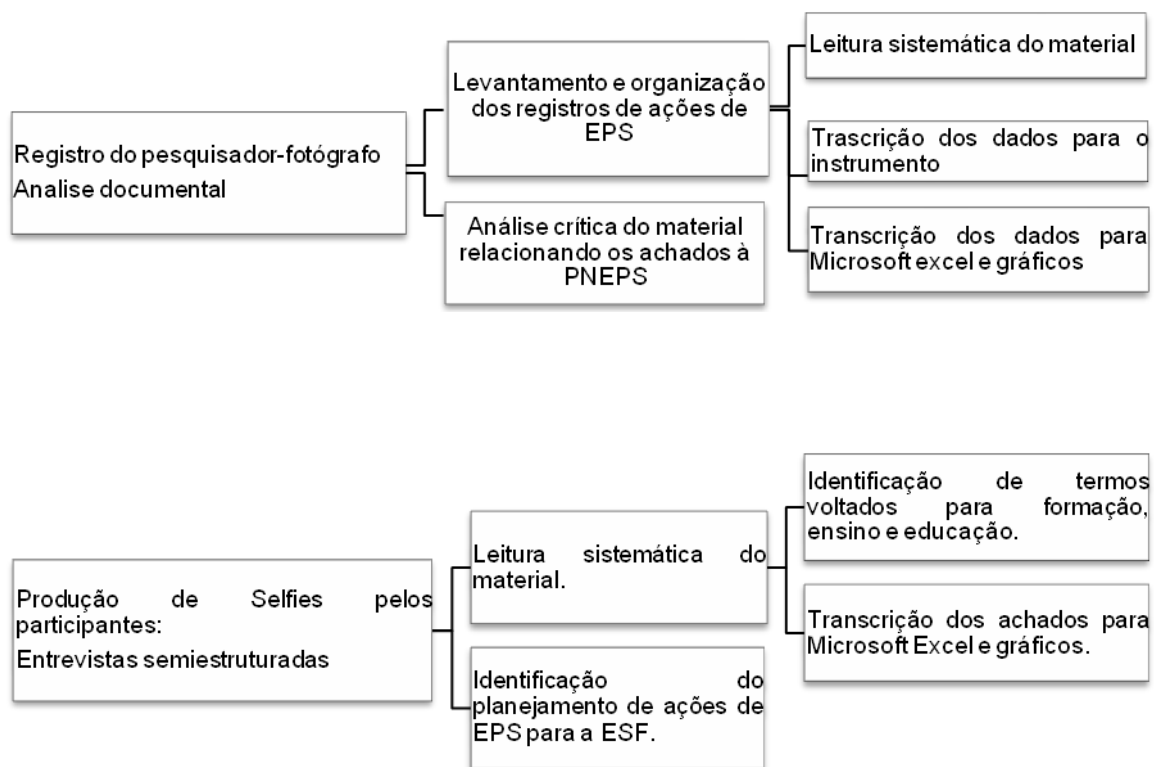 Registro do pesquisador-fotógrafo
Analise documental
Levantamento e organização
dos registros de ações de
EPS
Análise crítica do material
relacionando os achados à
PNEPS
Leitura sistemática do material
Trascrição dos dados para o
instrumento
Transcrição dos dados para
Microsoft excel e gráficos
Produção de Selfies pelos
participantes:
Entrevistas semiestruturadas
Leitura sistemática do
material.
Identificação do
planejamento de ações de
EPS para a ESF.
Identificação de termos
voltados para formação,
ensino e educação.
Transcrição dos achados para
Microsoft Excel e gráficos.